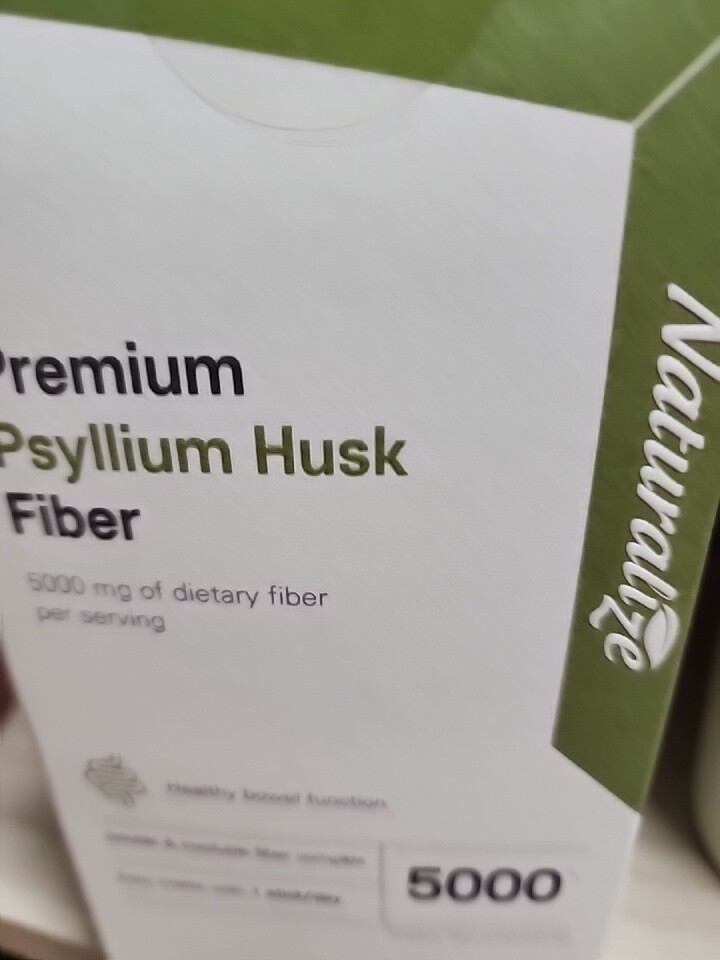 Premium
Psyllium Husk
Fiber
5000 mg of dietary fiber
per serving
Naturalize
Healthy bowel function
5000